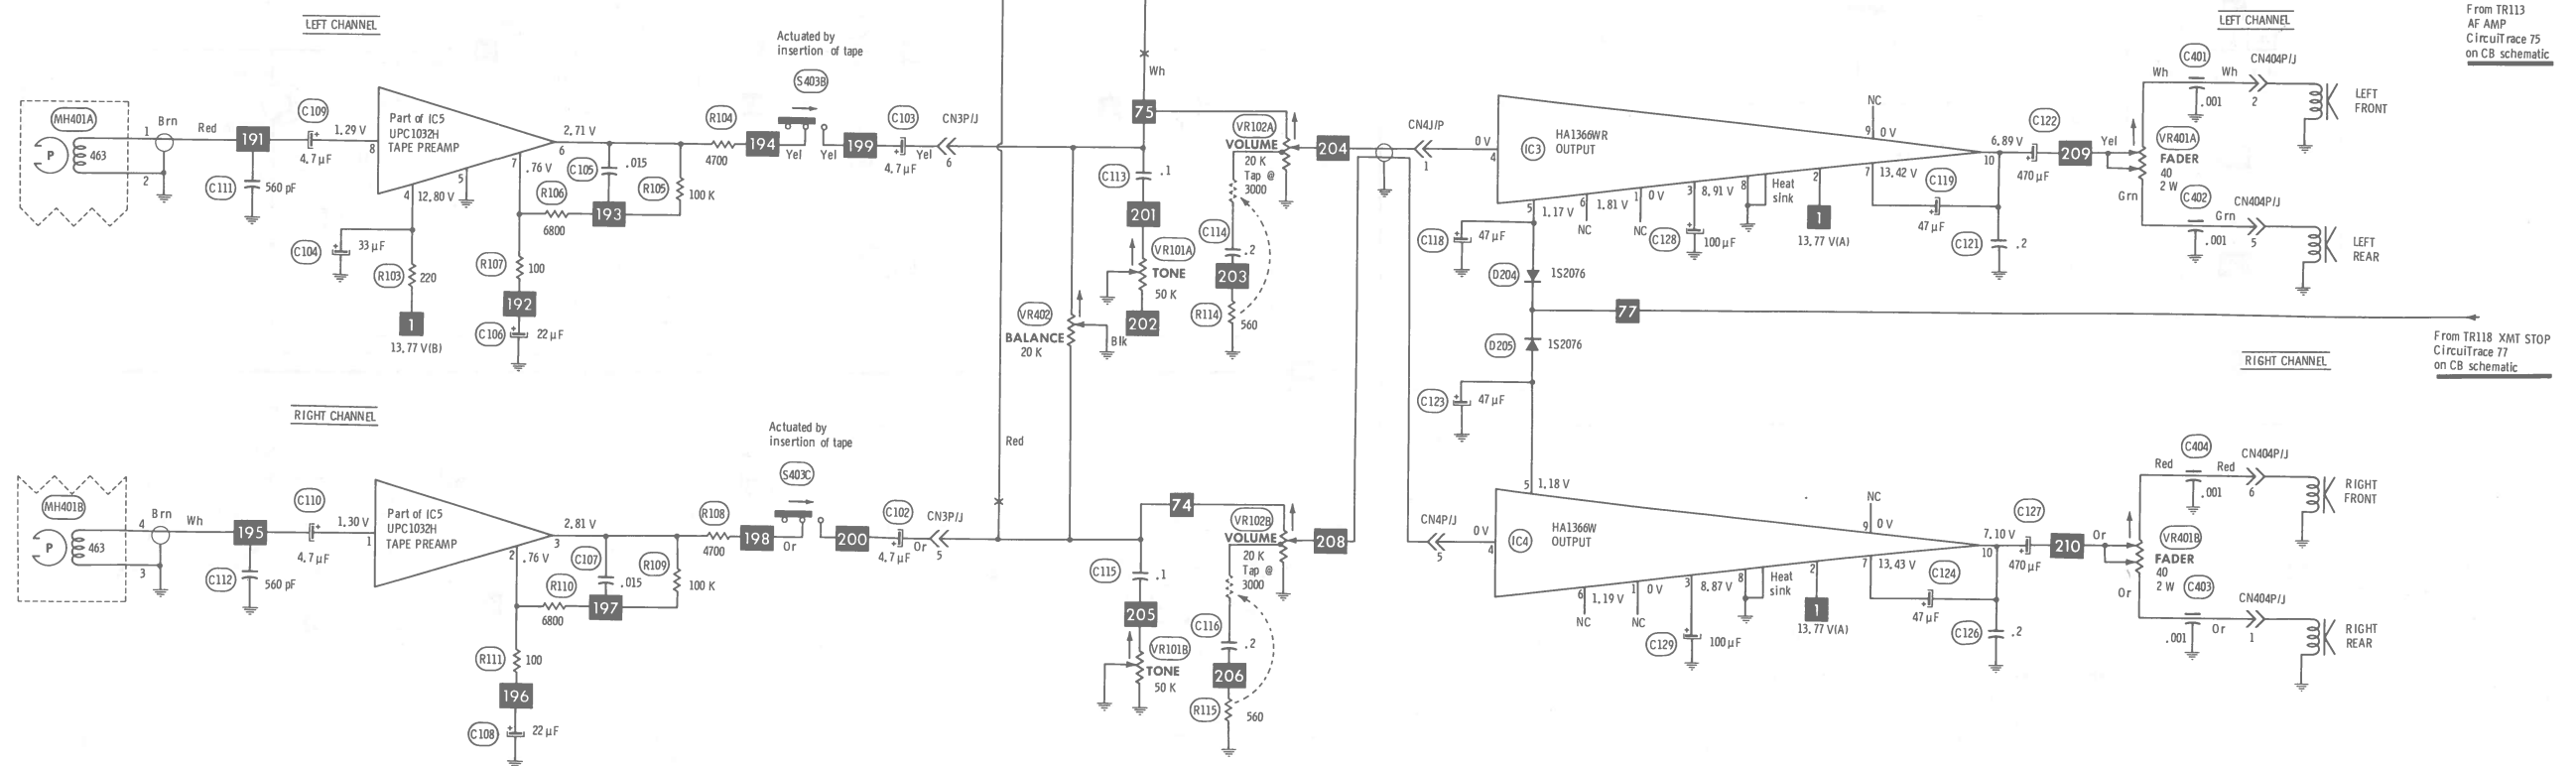 LEFT CHANNEL
MH401A
P
463
1
2
Brn
Red
191
C111
560 pF
C109
4.7 µF
1.29 V
8
Part of IC5
UPC1032H
TAPE PREAMP
4
12.80 V
5
7
.76 V
6
2.71 V
C104
33 µF
R103
220
1
13.77 V(B)
R107
100
192
C106
22 µF
R106
6800
C105
.015
193
R105
100 K
R104
4700
194
Actuated by
insertion of tape
S403B
Yel
Yel
199
C103
4.7 µF
Yel
CN3P/J
6
Wh
75
C113
.1
201
VR101A
TONE
50 K
202
VR402
BALANCE
20 K
Blk
VR102A
VOLUME
20 K
Tap @
3000
C114
.2
203
R114
560
204
CN4J/P
1
0 V
4
IC3
HA1366WR
OUTPUT
5
1.17 V
6
1.81 V
NC
1
0 V
NC
3
8.91 V
C128
100 µF
8
Heat
sink
2
1
13.77 V(A)
NC
9
0 V
7
13.42 V
C119
47 µF
10
6.89 V
C121
.2
C122
470 µF
209
Yel
VR401A
FADER
40
2 W
Wh
C401
.001
Wh
CN404P/J
2
LEFT
FRONT
Grn
C402
.001
Grn
CN404P/J
5
LEFT
REAR
LEFT CHANNEL
From TR113
AF AMP
CircuiTrace 75
on CB schematic
C118
47 µF
D204
1S2076
77
D205
1S2076
C123
47 µF
From TR118 XMT STOP
CircuiTrace 77
on CB schematic
RIGHT CHANNEL
RIGHT CHANNEL
MH401B
P
463
4
3
Brn
Wh
195
C112
560 pF
C110
4.7 µF
1.30 V
1
Part of IC5
UPC1032H
TAPE PREAMP
2
.76 V
3
2.81 V
R111
100
196
C108
22 µF
R110
6800
C107
.015
197
R109
100 K
R108
4700
198
Actuated by
insertion of tape
S403C
Or
200
C102
4.7 µF
Or
CN3P/J
5
Red
74
C115
.1
205
VR101B
TONE
50 K
VR102B
VOLUME
20 K
Tap @
3000
C116
.2
206
R115
560
208
CN4P/J
5
0 V
4
IC4
HA1366W
OUTPUT
5
1.18 V
6
1.19 V
NC
1
0 V
NC
3
8.87 V
C129
100 µF
8
Heat
sink
2
1
13.77 V(A)
NC
9
0 V
7
13.43 V
C124
47 µF
10
7.10 V
C126
.2
C127
470 µF
210
Or
VR401B
FADER
40
2 W
Red
C404
.001
Red
CN404P/J
6
RIGHT
FRONT
Or
C403
.001
Or
CN404P/J
1
RIGHT
REAR